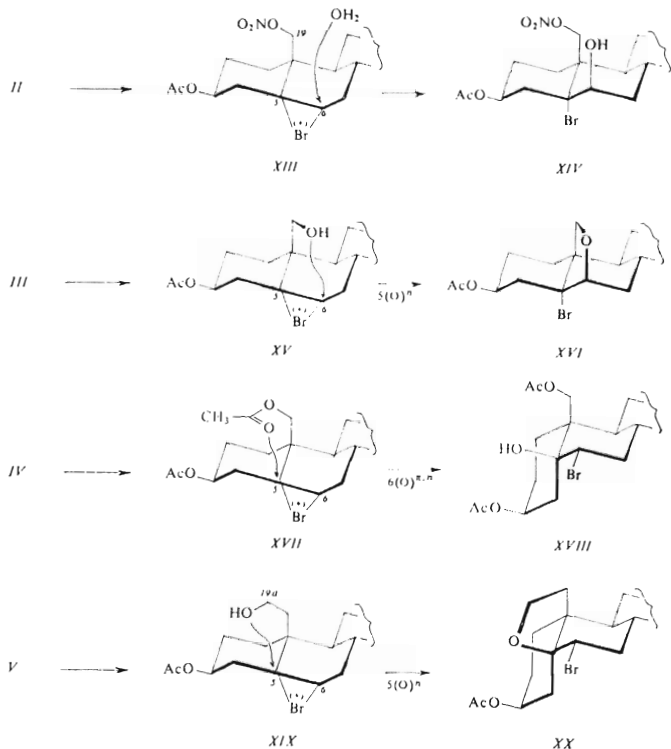 O₂NO 19 OH₂ O₂NO OH
II AcO 5 6 AcO
(+) Br
Br
XIII XIV
OH O
III AcO 5 6 5(O)ⁿ AcO
(+) Br
Br
XV XVI
CH₃ O O AcO
HO
IV AcO 5 6 6(O)^π,n Br
(+) AcO
Br
XVII XVIII
19a
HO O
V AcO 5 6 5(O)ⁿ Br
(+) AcO
Br
XIX XX